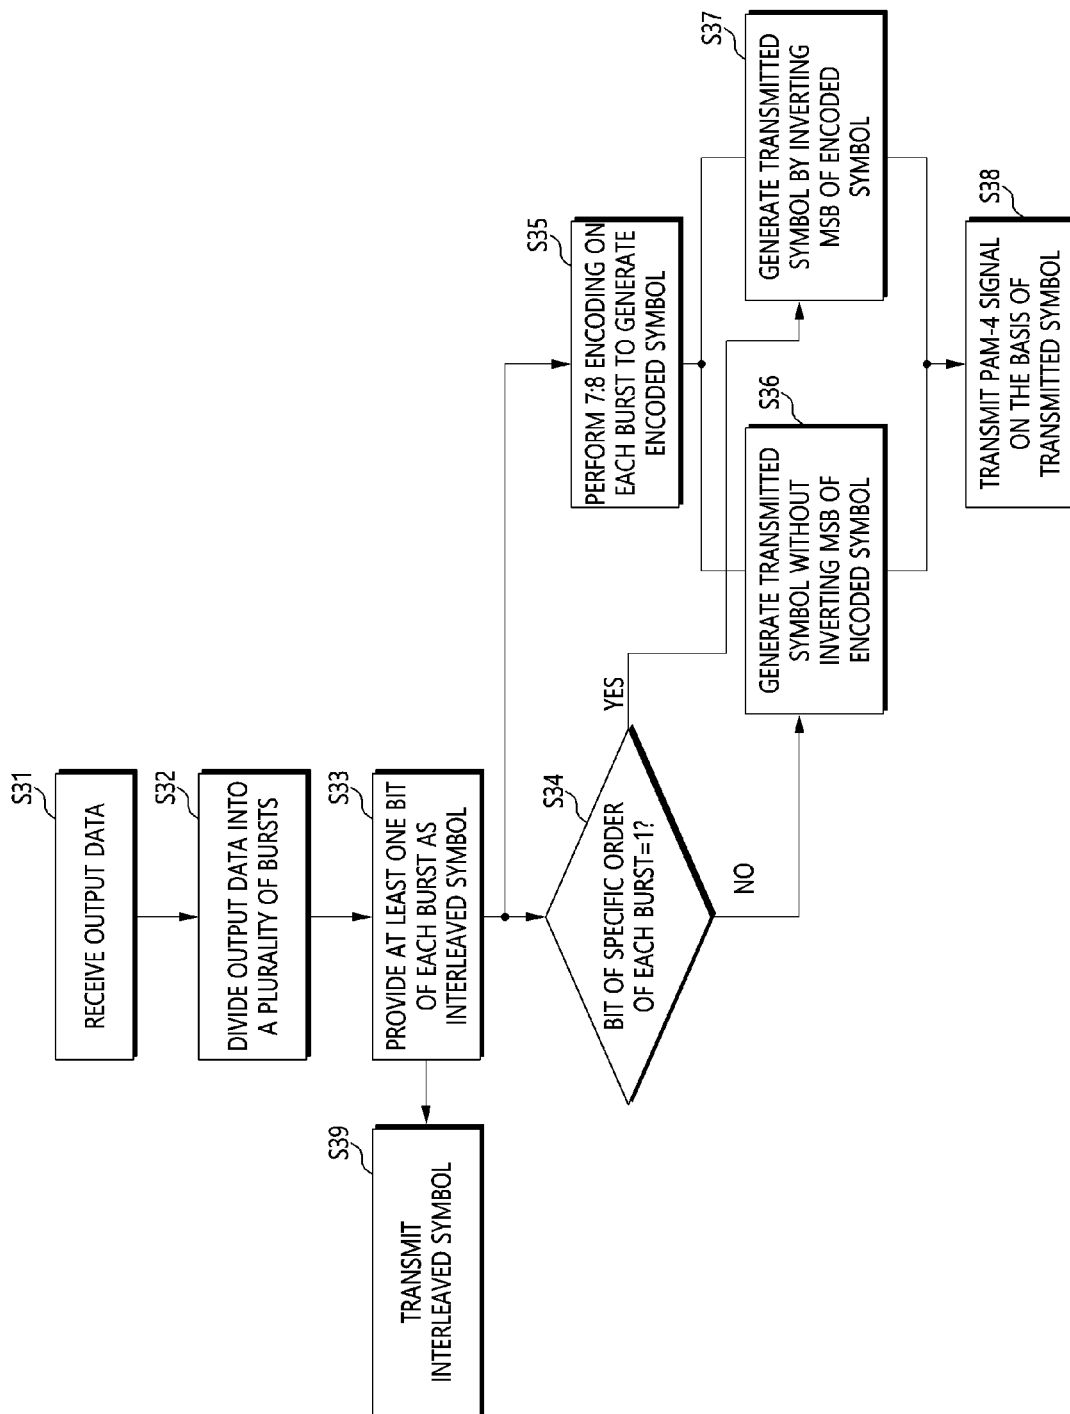 S31
RECEIVE OUTPUT DATA
S32
DIVIDE OUTPUT DATA INTO
A PLURALITY OF BURSTS
S33
PROVIDE AT LEAST ONE BIT
OF EACH BURST AS
INTERLEAVED SYMBOL
S39
TRANSMIT
INTERLEAVED SYMBOL
S34
BIT OF SPECIFIC ORDER
OF EACH BURST=1?
YES
NO
S35
PERFORM 7:8 ENCODING ON
EACH BURST TO GENERATE
ENCODED SYMBOL
S36
GENERATE TRANSMITTED
SYMBOL WITHOUT
INVERTING MSB OF
ENCODED SYMBOL
S37
GENERATE TRANSMITTED
SYMBOL BY INVERTING
MSB OF ENCODED
SYMBOL
S38
TRANSMIT PAM-4 SIGNAL
ON THE BASIS OF
TRANSMITTED SYMBOL